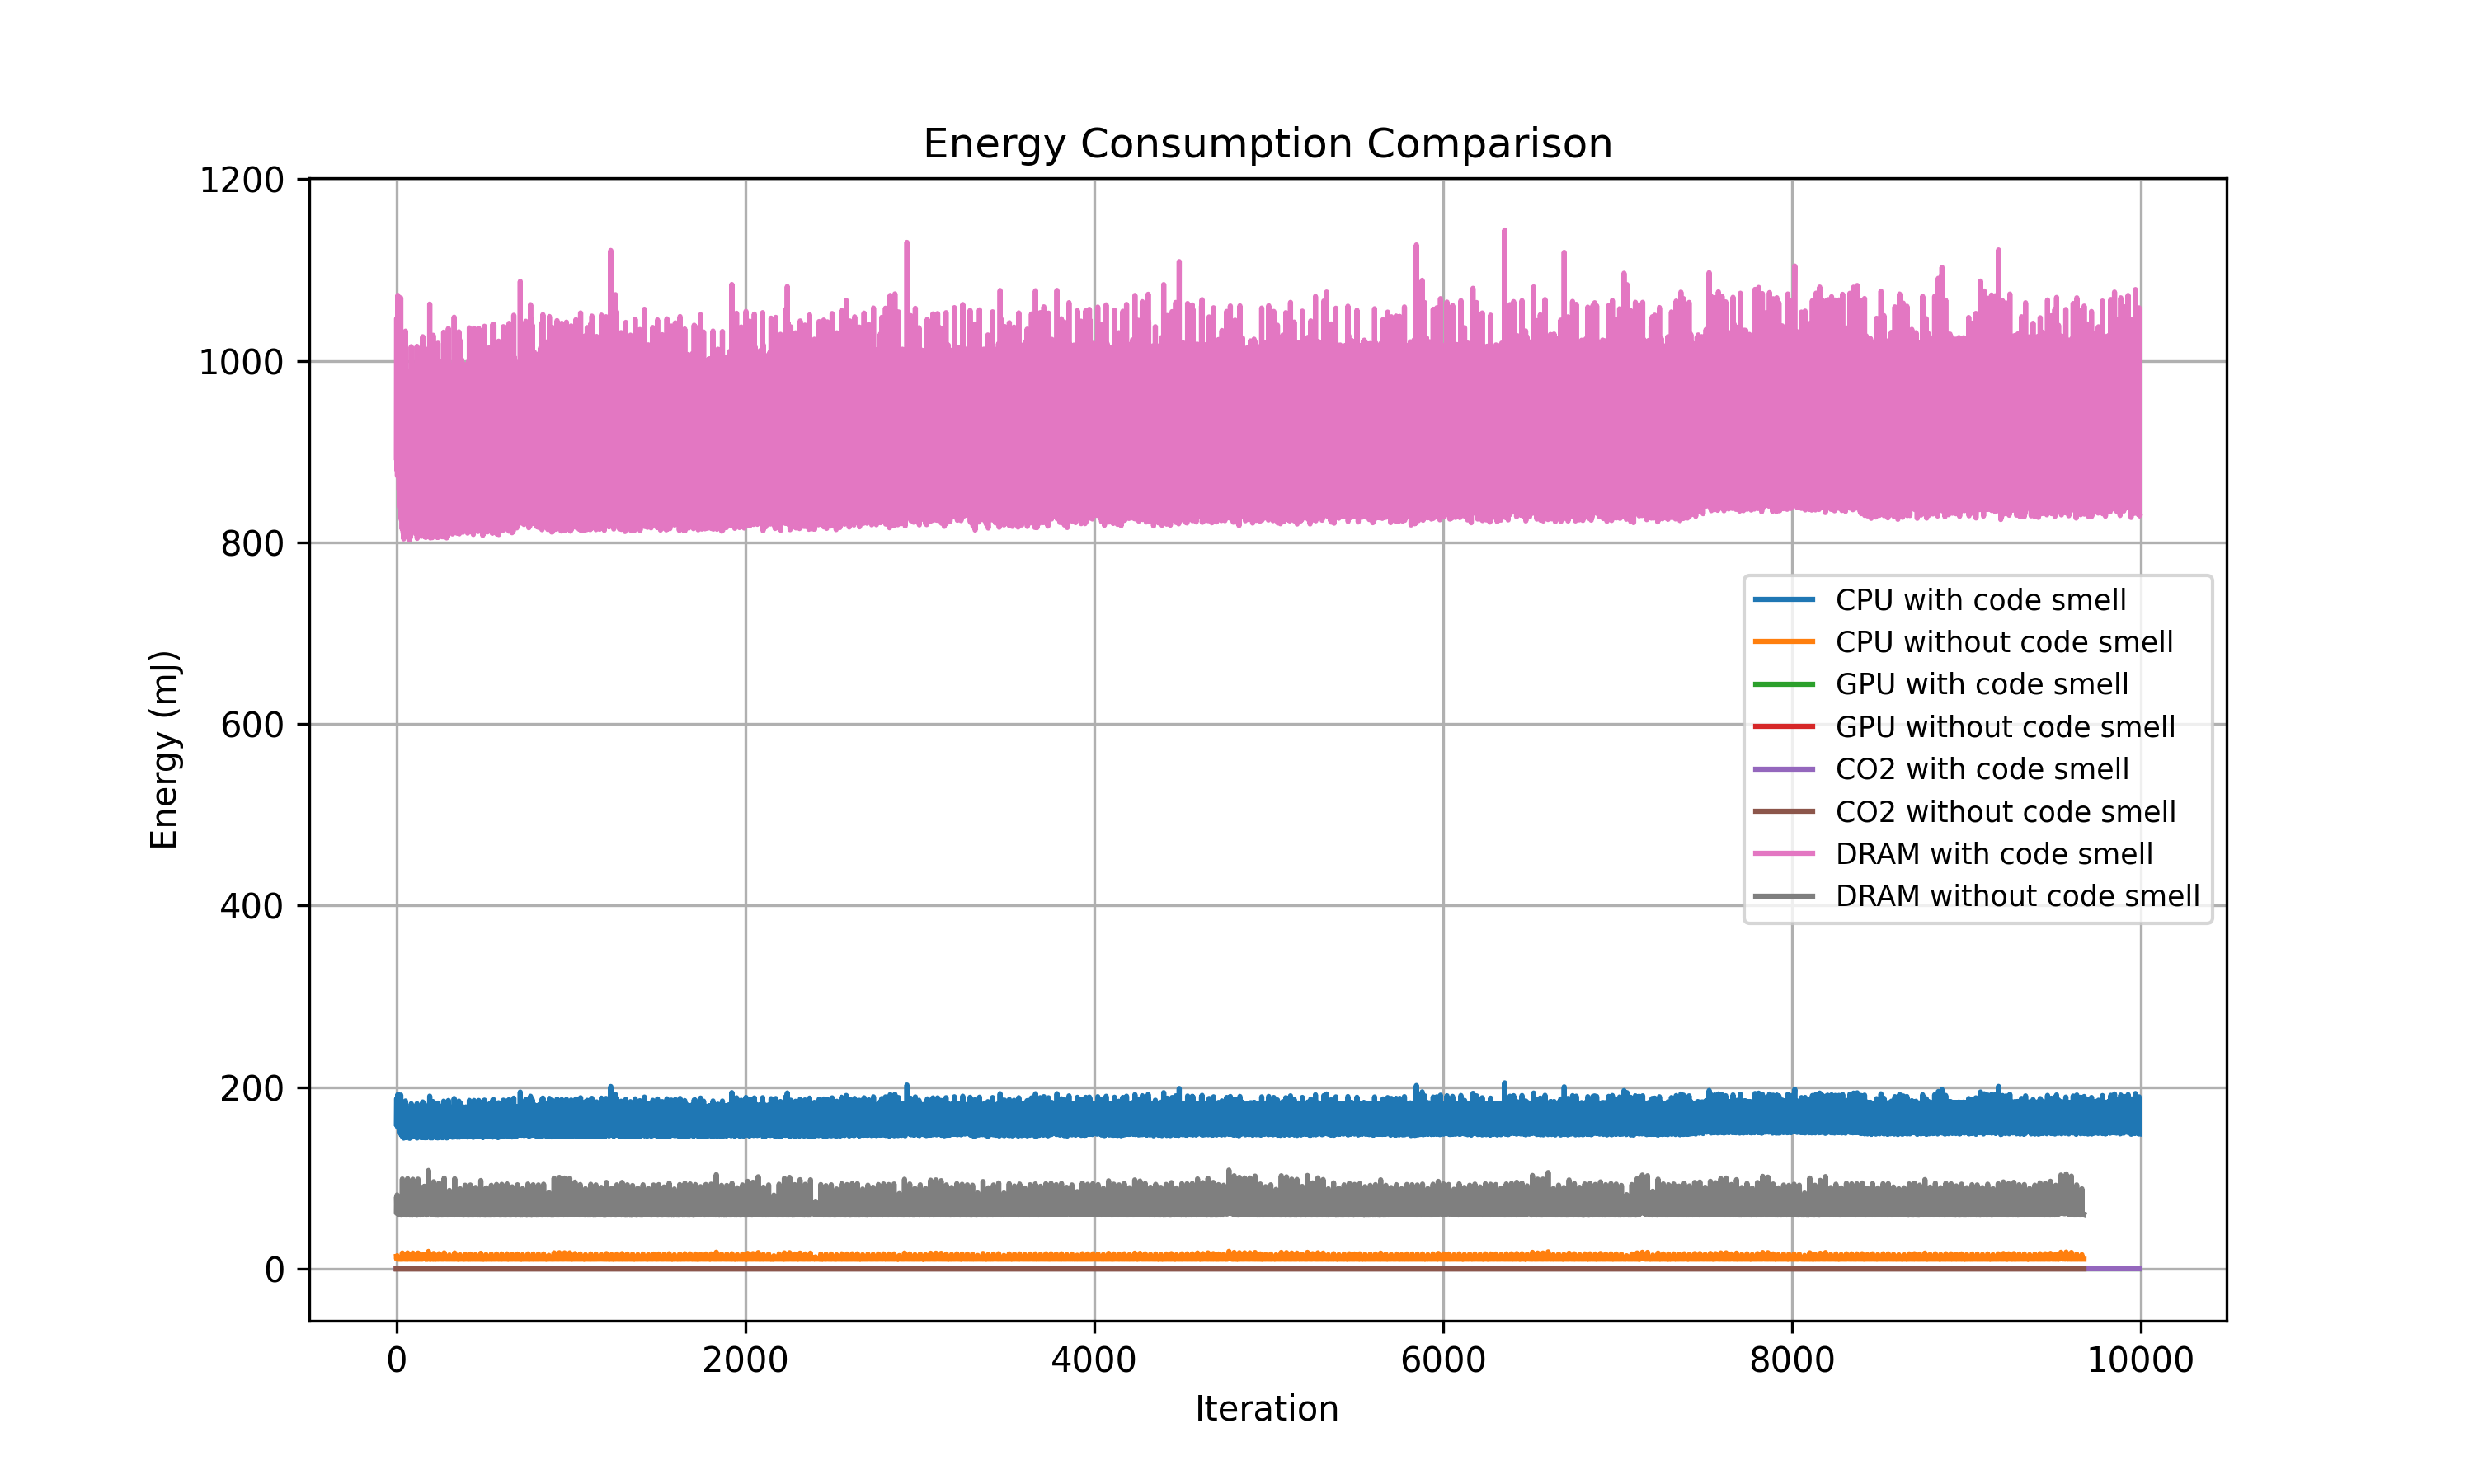 Energy Consumption Comparison
1200
1000
800
600
400
200
0
Energy (mJ)
CPU with code smell
CPU without code smell
GPU with code smell
GPU without code smell
CO2 with code smell
CO2 without code smell
DRAM with code smell
DRAM without code smell
0 2000 4000 6000 8000 10000
Iteration